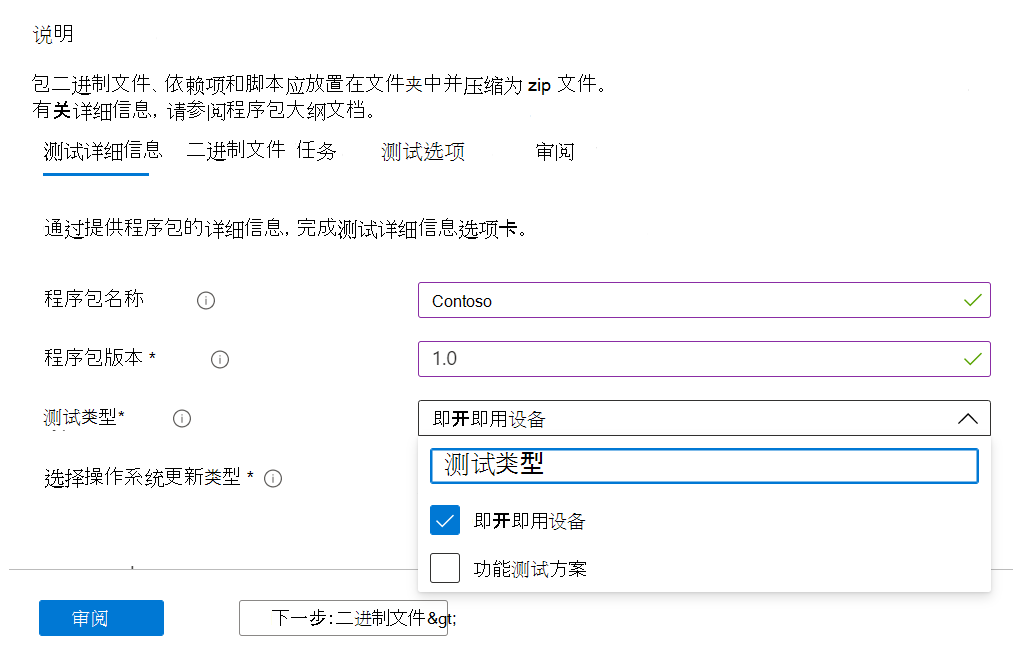 说明
包二进制文件、依赖项和脚本应放置在文件夹中并压缩为 zip 文件。
有关详细信息, 请参阅程序包大纲文档。
测试详细信息 二进制文件 任务 测试选项 审阅
通过提供程序包的详细信息, 完成测试详细信息选项卡。
程序包名称 Contoso
程序包版本 * 1.0
测试类型* 即开即用设备
测试类型
选择操作系统更新类型 *
即开即用设备
功能测试方案
审阅 下一步:二进制文件&gt;